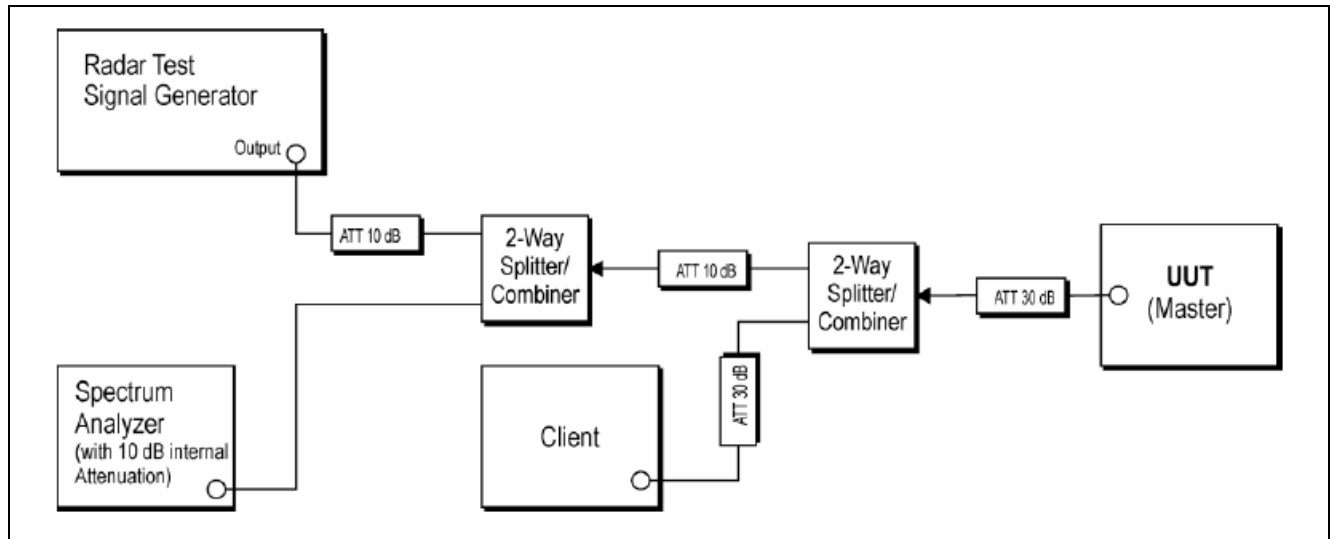 Radar Test
Signal Generator
Output
ATT 10 dB
2-Way
Splitter/
Combiner
ATT 10 dB
2-Way
Splitter/
Combiner
ATT 30 dB
UUT
(Master)
Spectrum
Analyzer
(with 10 dB internal
Attenuation)
Client
ATT 30 dB